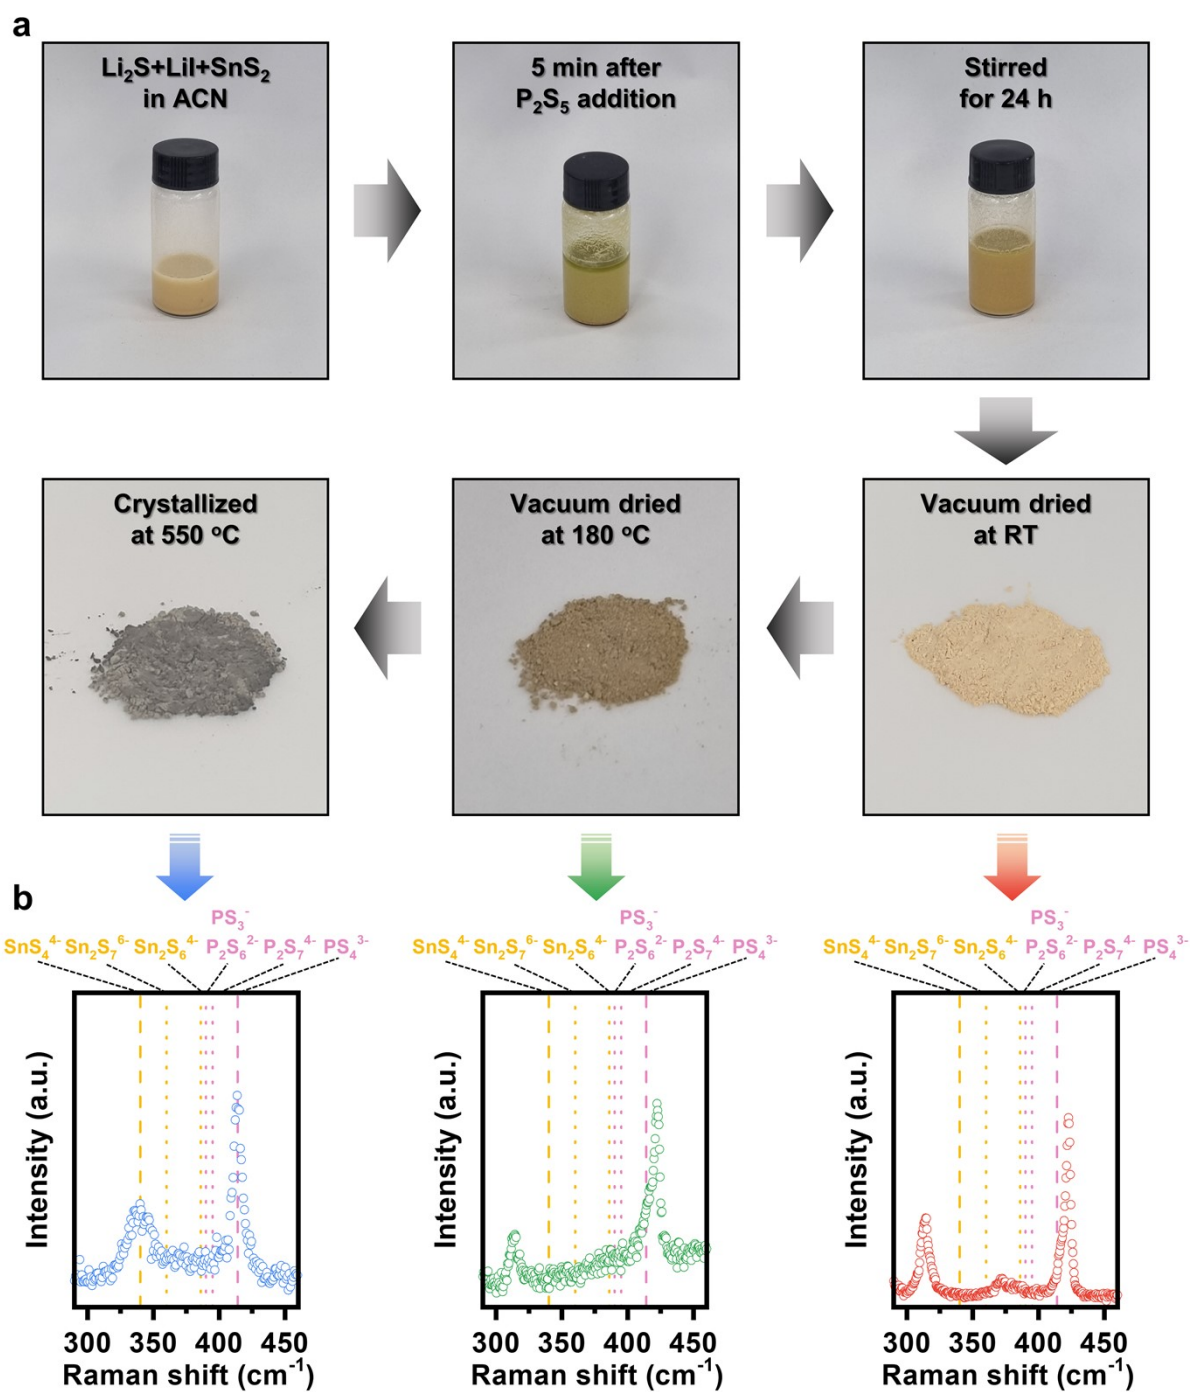 a
Li₂S+LiI+SnS₂
in ACN
5 min after
P₂S₅ addition
Stirred
for 24 h
Crystallized
at 550 °C
Vacuum dried
at 180 °C
Vacuum dried
at RT
b
PS₃⁻
SnS₄⁴⁻ Sn₂S₇⁶⁻ Sn₂S₆⁴⁻ P₂S₆²⁻ P₂S₇⁴⁻ PS₄³⁻
Intensity (a.u.)
300 350 400 450
Raman shift (cm⁻¹)
PS₃⁻
SnS₄⁴⁻ Sn₂S₇⁶⁻ Sn₂S₆⁴⁻ P₂S₆²⁻ P₂S₇⁴⁻ PS₄³⁻
Intensity (a.u.)
300 350 400 450
Raman shift (cm⁻¹)
PS₃⁻
SnS₄⁴⁻ Sn₂S₇⁶⁻ Sn₂S₆⁴⁻ P₂S₆²⁻ P₂S₇⁴⁻ PS₄³⁻
Intensity (a.u.)
300 350 400 450
Raman shift (cm⁻¹)